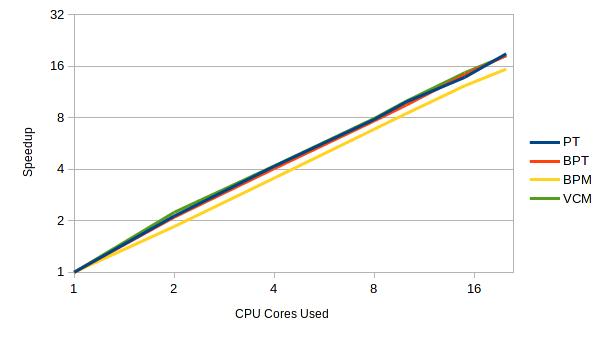 32
16
8
4
2
1
Speedup
1 2 4 8 16
CPU Cores Used
PT
BPT
BPM
VCM